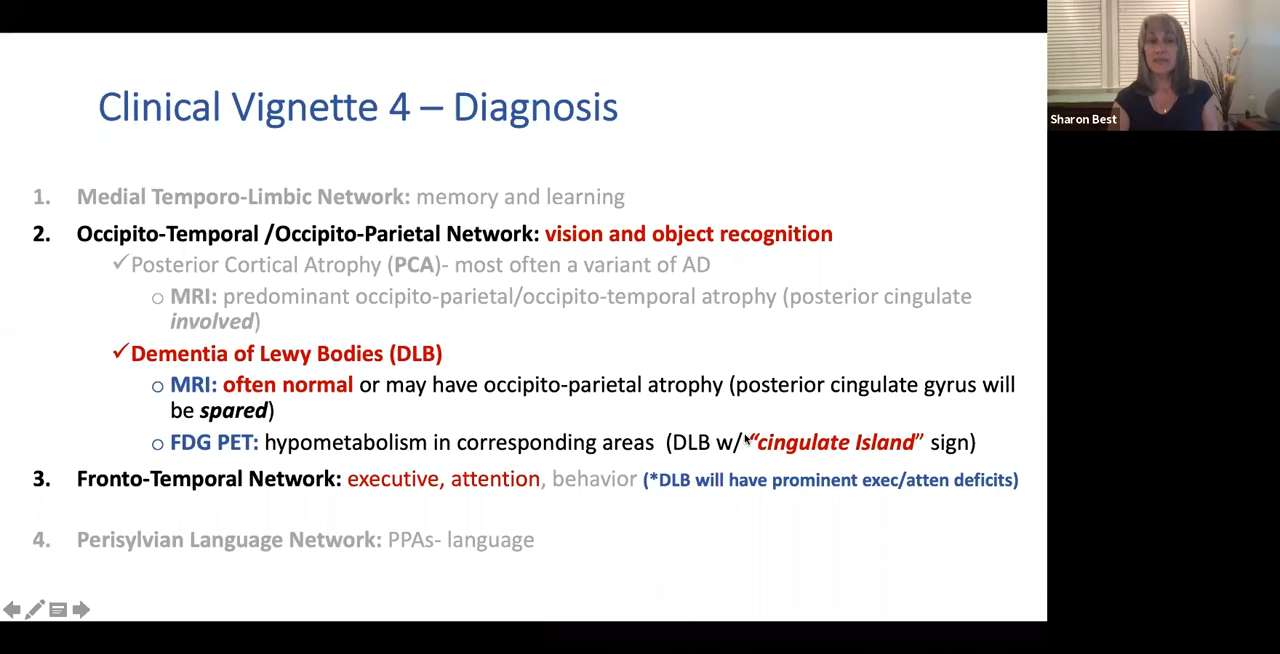 Clinical Vignette 4 – Diagnosis
Sharon Best
1. Medial Temporo-Limbic Network: memory and learning
2. Occipito-Temporal /Occipito-Parietal Network: vision and object recognition
✓Posterior Cortical Atrophy (PCA)- most often a variant of AD
○ MRI: predominant occipito-parietal/occipito-temporal atrophy (posterior cingulate
involved)
✓Dementia of Lewy Bodies (DLB)
○ MRI: often normal or may have occipito-parietal atrophy (posterior cingulate gyrus will
be spared)
○ FDG PET: hypometabolism in corresponding areas (DLB w/ “cingulate Island” sign)
3. Fronto-Temporal Network: executive, attention, behavior (*DLB will have prominent exec/atten deficits)
4. Perisylvian Language Network: PPAs- language